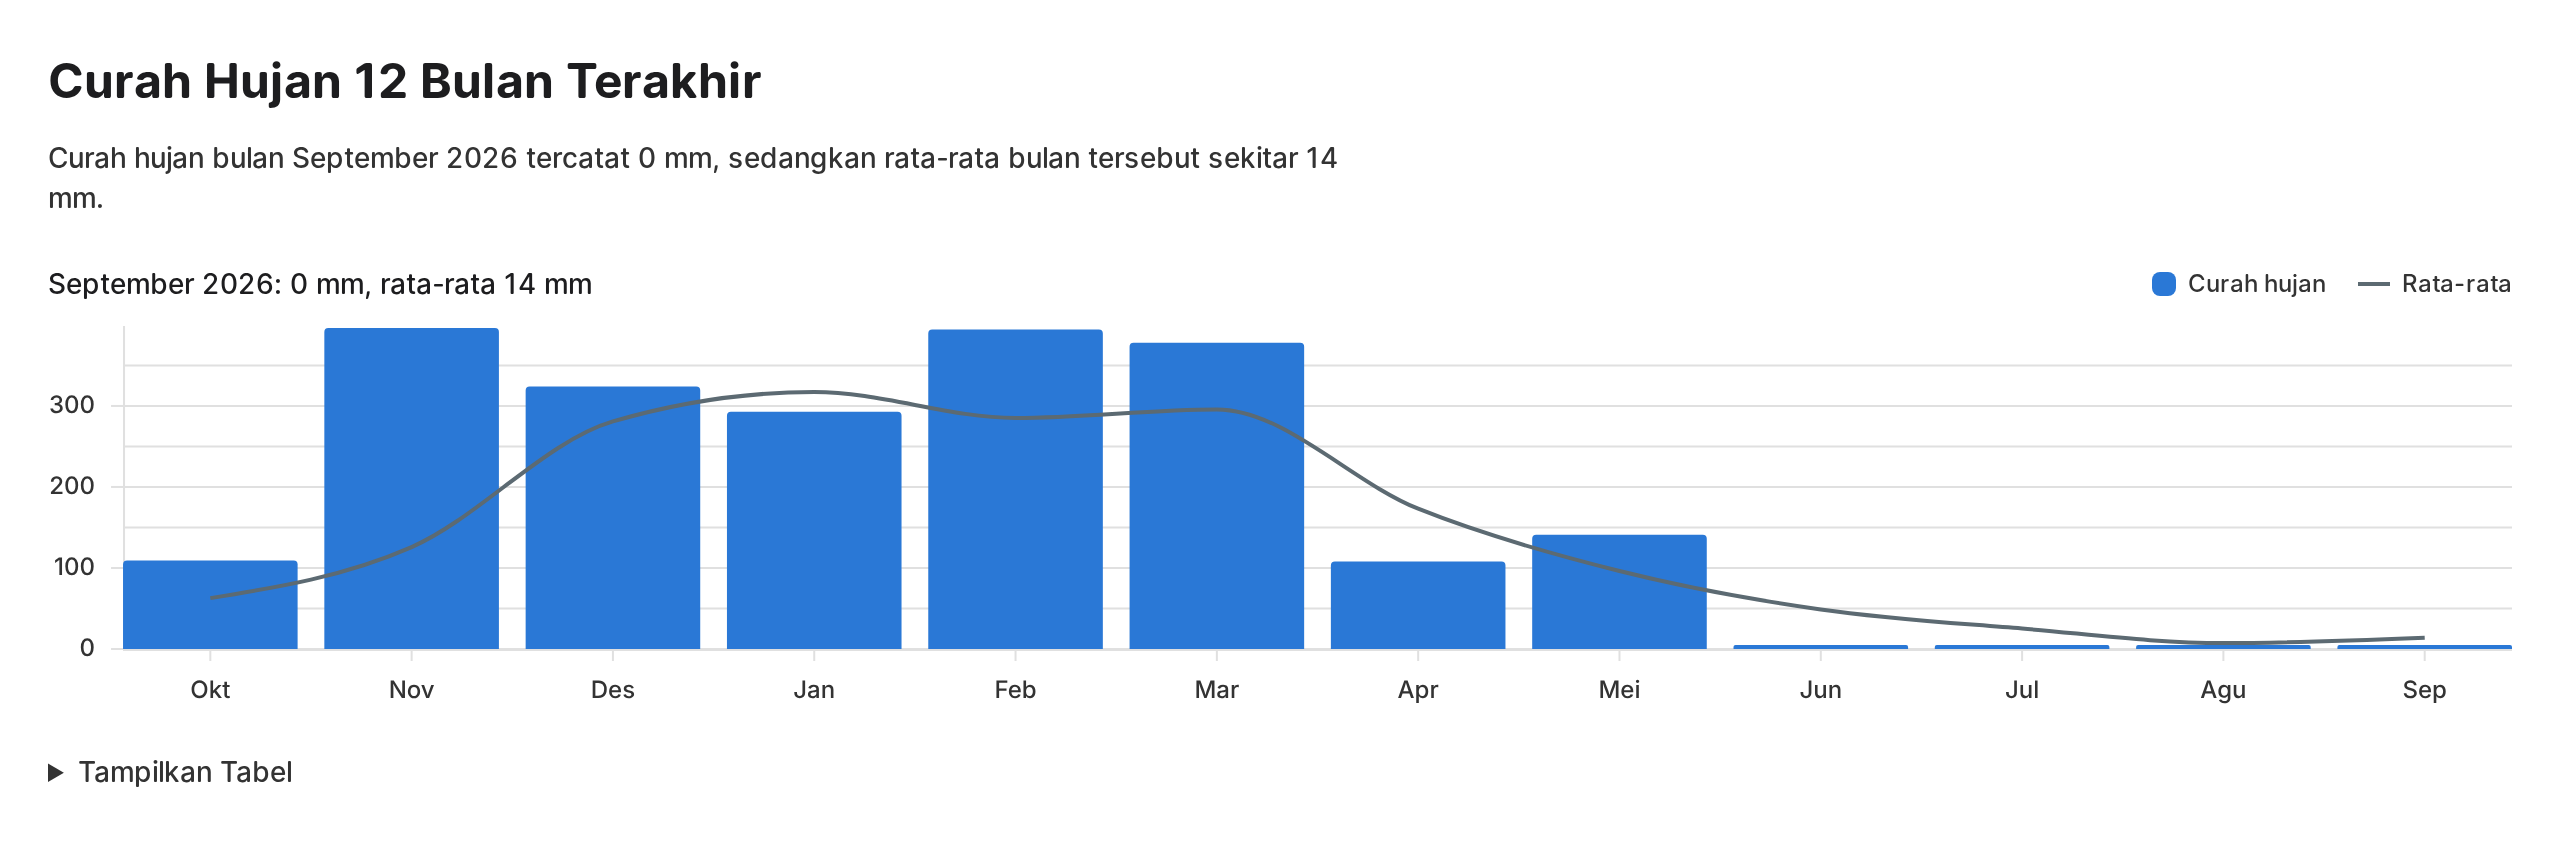 Curah Hujan 12 Bulan Terakhir
Curah hujan bulan September 2026 tercatat 0 mm, sedangkan rata-rata bulan tersebut sekitar 14
mm.
September 2026: 0 mm, rata-rata 14 mm
Curah hujan
Rata-rata
300
200
100
0
Okt
Nov
Des
Jan
Feb
Mar
Apr
Mei
Jun
Jul
Agu
Sep
Tampilkan Tabel